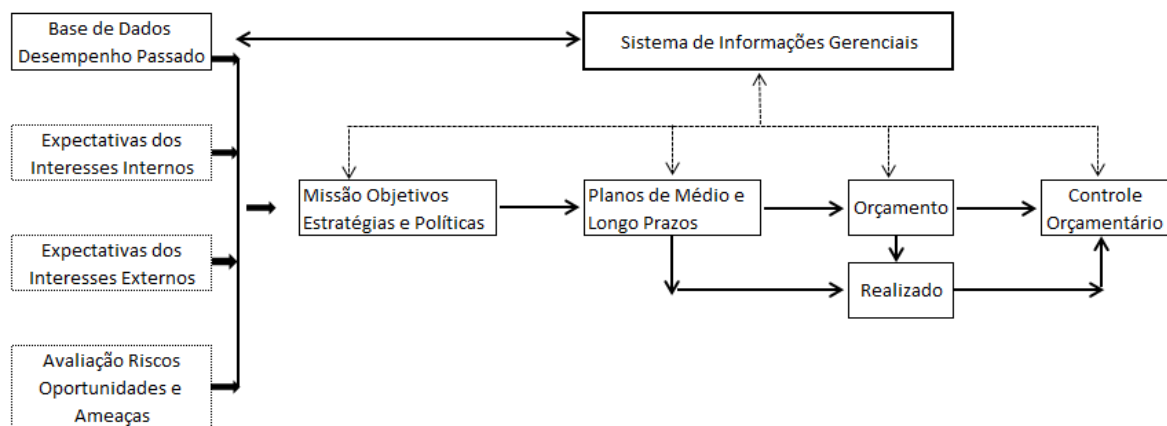 Base de Dados
Desempenho Passado
Sistema de Informações Gerenciais
Expectativas dos
Interesses Internos
Missão Objetivos
Estratégias e Políticas
Planos de Médio e
Longo Prazos
Orçamento
Controle
Orçamentário
Expectativas dos
Interesses Externos
Realizado
Avaliação Riscos
Oportunidades e
Ameaças